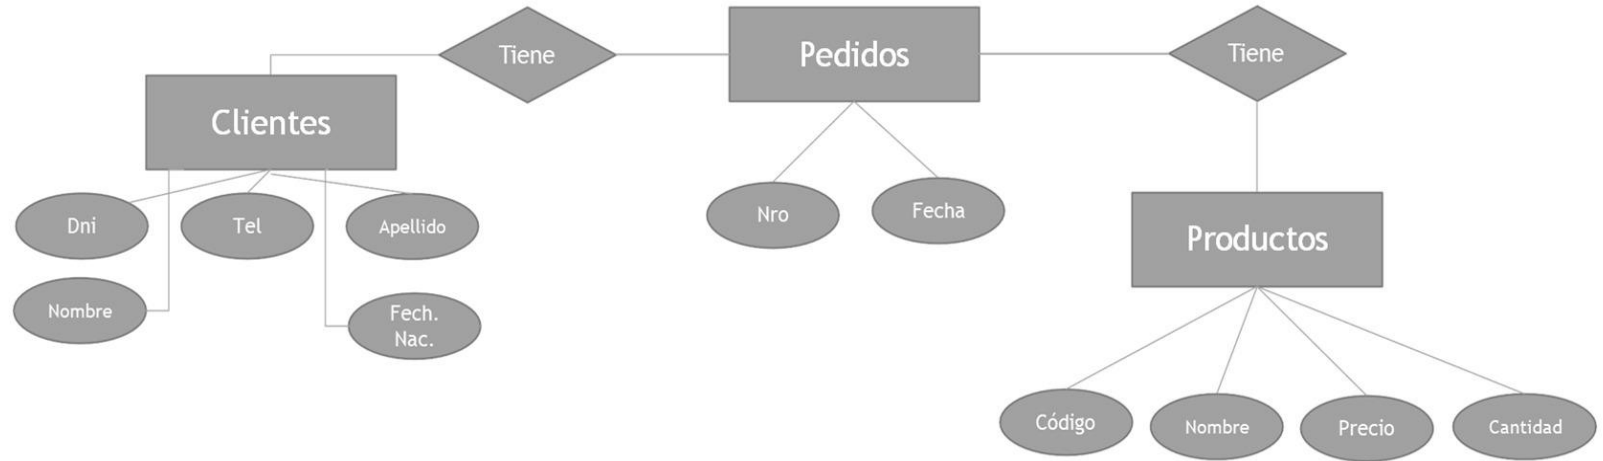 Tiene
Pedidos
Tiene
Clientes
Dni
Tel
Apellido
Nro
Fecha
Productos
Nombre
Fech.
Nac.
Código
Nombre
Precio
Cantidad